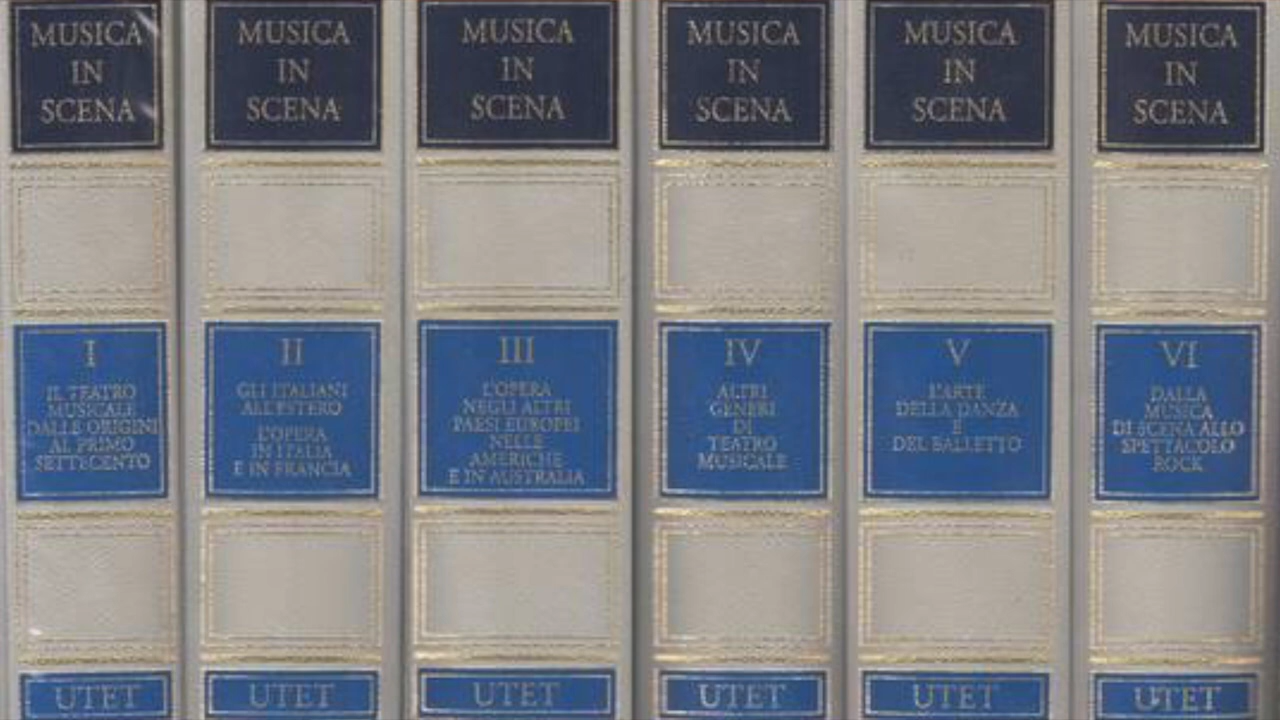 MUSICA
IN
SCENA
I
IL TEATRO
MUSICALE
DALLE ORIGINI
AL PRIMO
SETTECENTO
UTET
MUSICA
IN
SCENA
II
GLI ITALIANI
ALL'ESTERO
L'OPERA
IN ITALIA
E IN FRANCIA
UTET
MUSICA
IN
SCENA
III
L'OPERA
NEGLI ALTRI
PAESI EUROPEI
NELLE
AMERICHE
E IN AUSTRALIA
UTET
MUSICA
IN
SCENA
IV
ALTRI
GENERI
DI
TEATRO
MUSICALE
UTET
MUSICA
IN
SCENA
V
L'ARTE
DELLA DANZA
E
DEL BALLETTO
UTET
MUSICA
IN
SCENA
VI
DALLA
MUSICA
DI SCENA ALLO
SPETTACOLO
ROCK
UTET